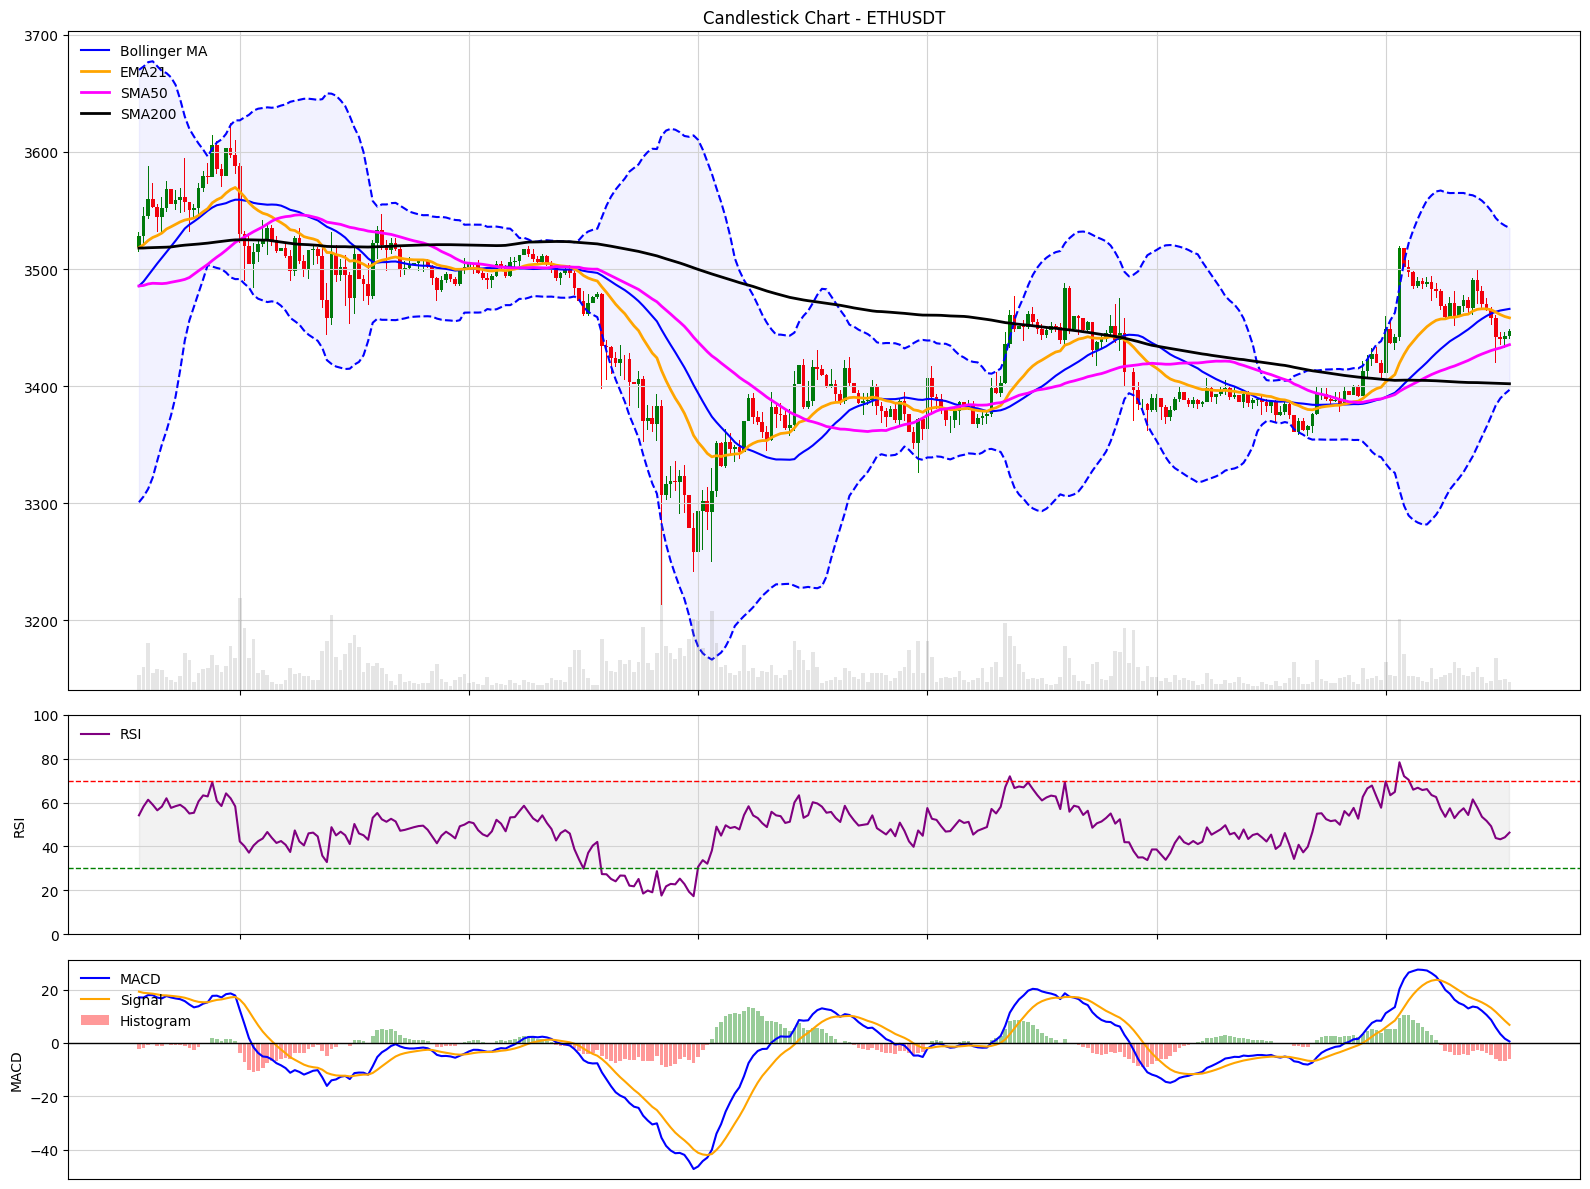 Candlestick Chart - ETHUSDT
3700
3600
3500
3400
3300
3200
Bollinger MA
EMA21
SMA50
SMA200
RSI
100
80
60
40
20
0
RSI
MACD
20
0
−20
−40
MACD
Signal
Histogram